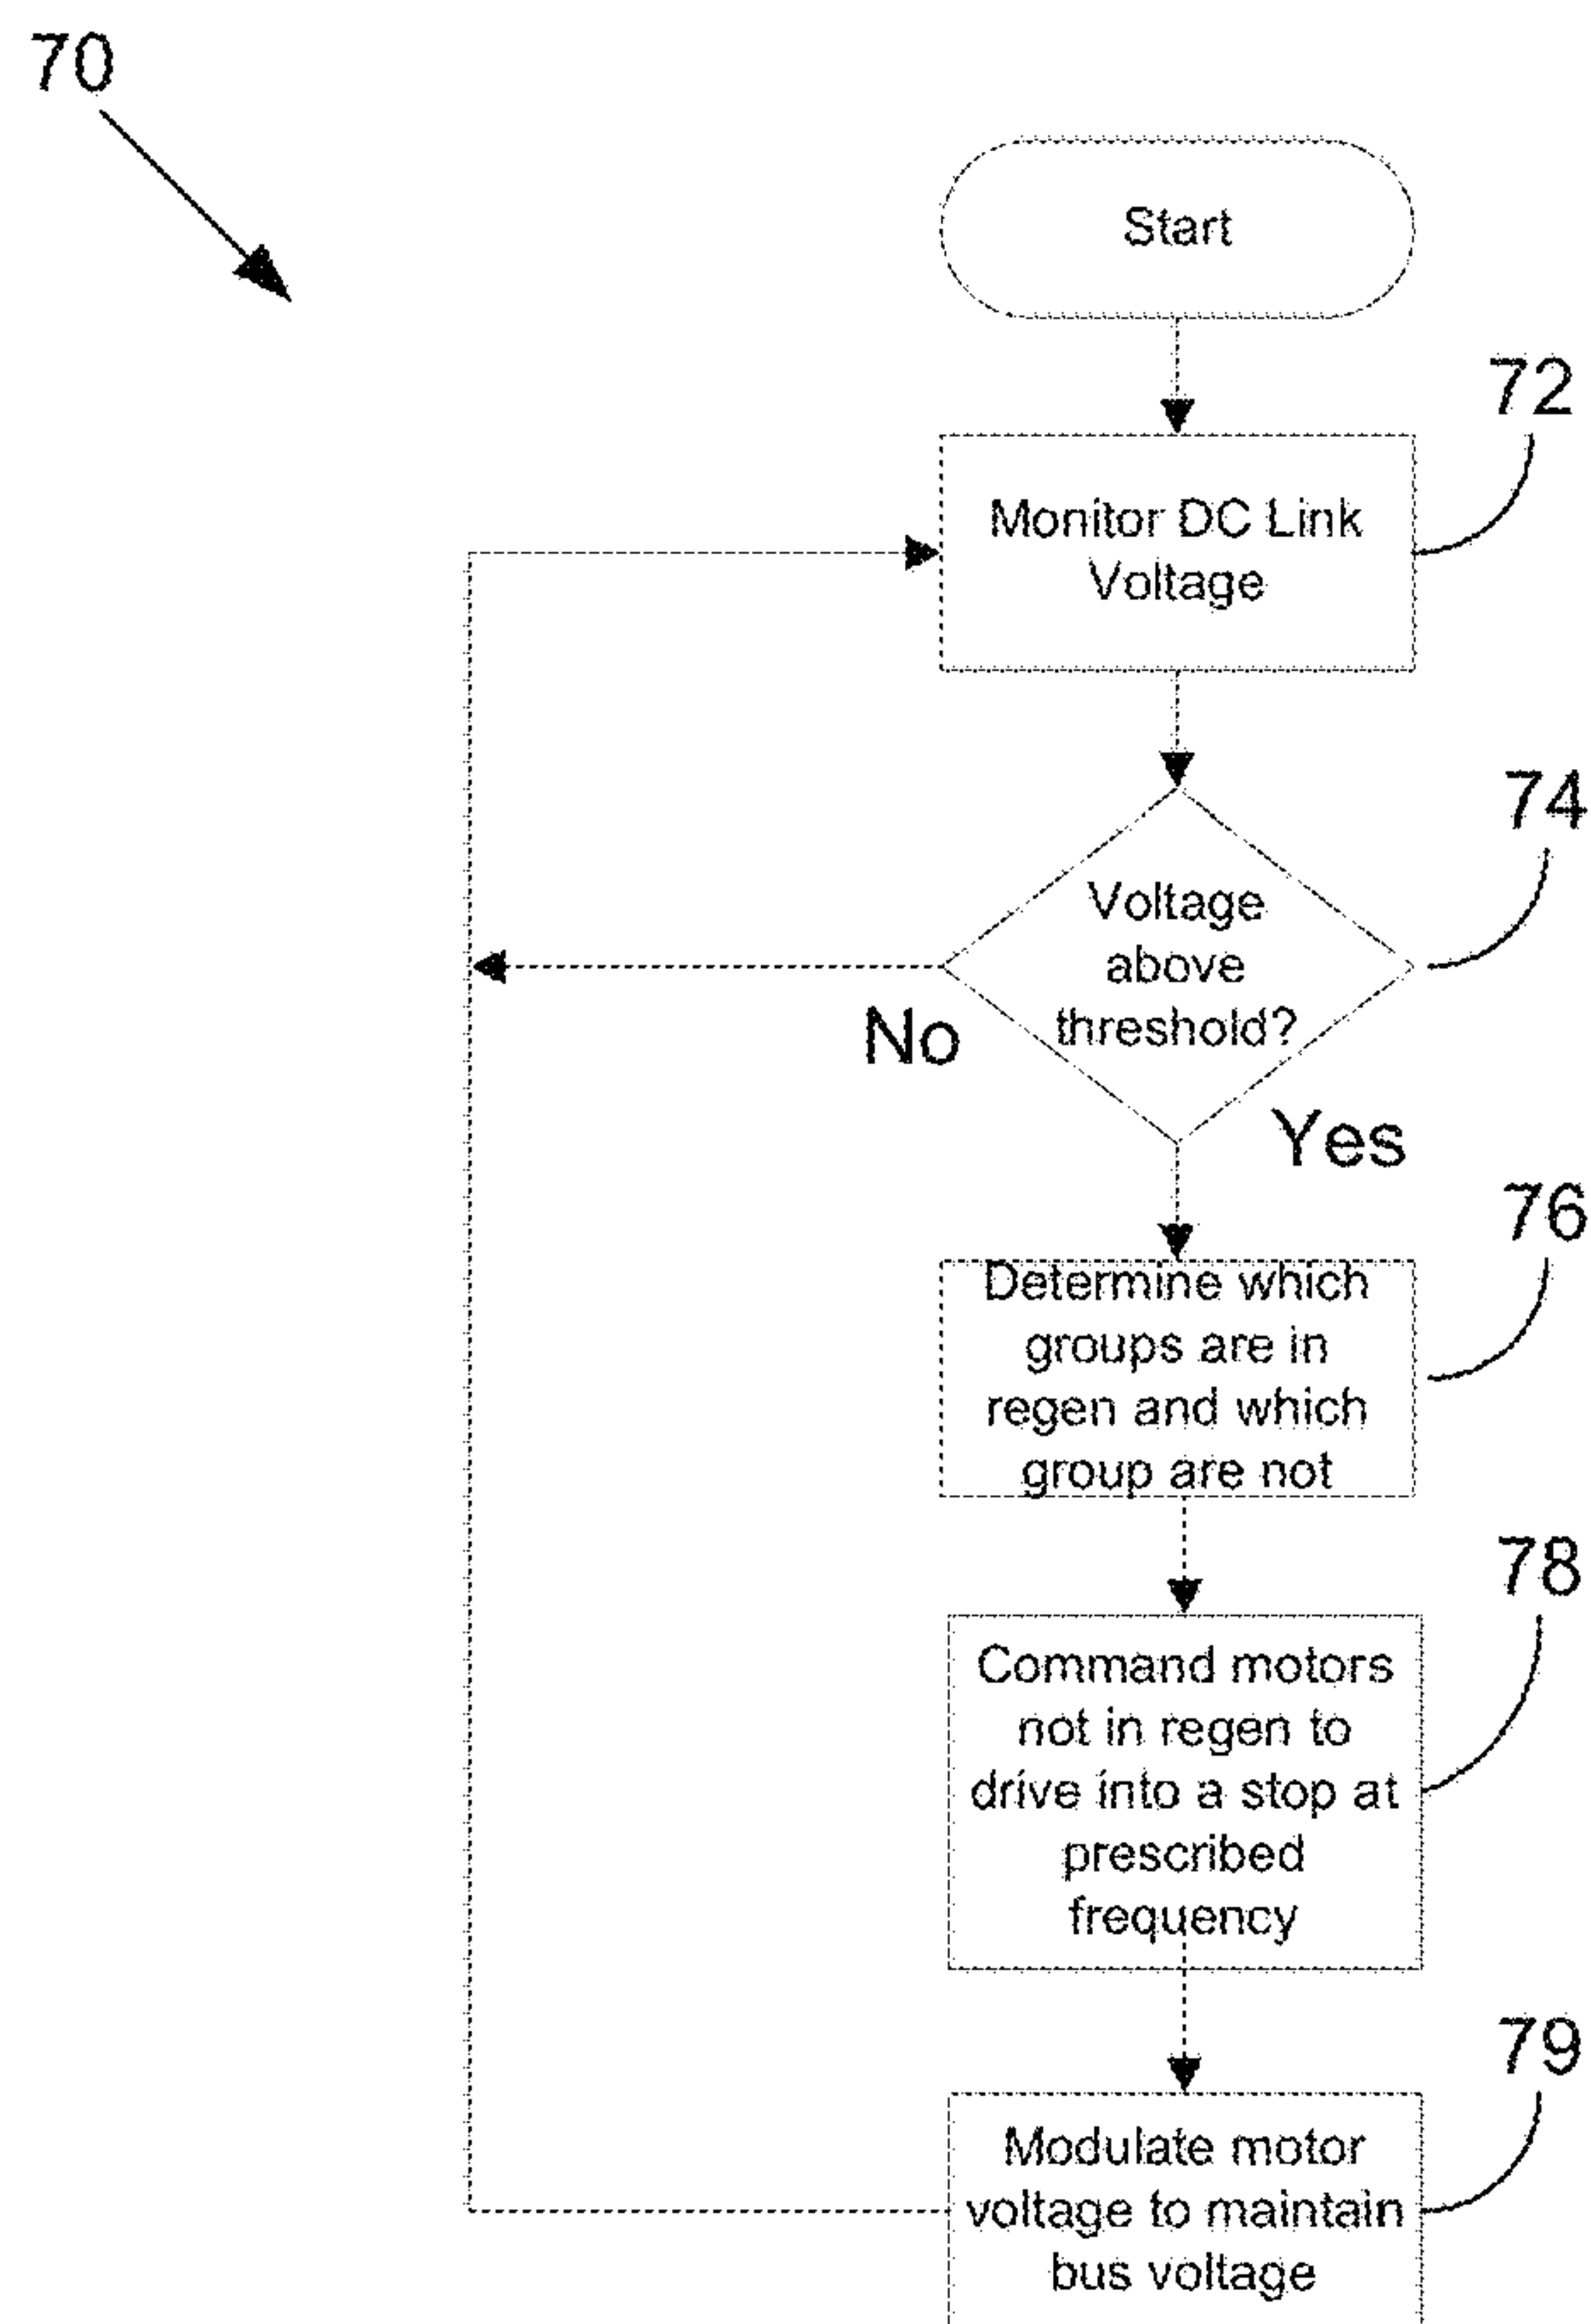 70
Start
72
Monitor DC Link
Voltage
74
Voltage
above
threshold?
No
Yes
76
Determine which
groups are in
regen and which
group are not
78
Command motors
not in regen to
drive into a stop at
prescribed
frequency
79
Modulate motor
voltage to maintain
bus voltage